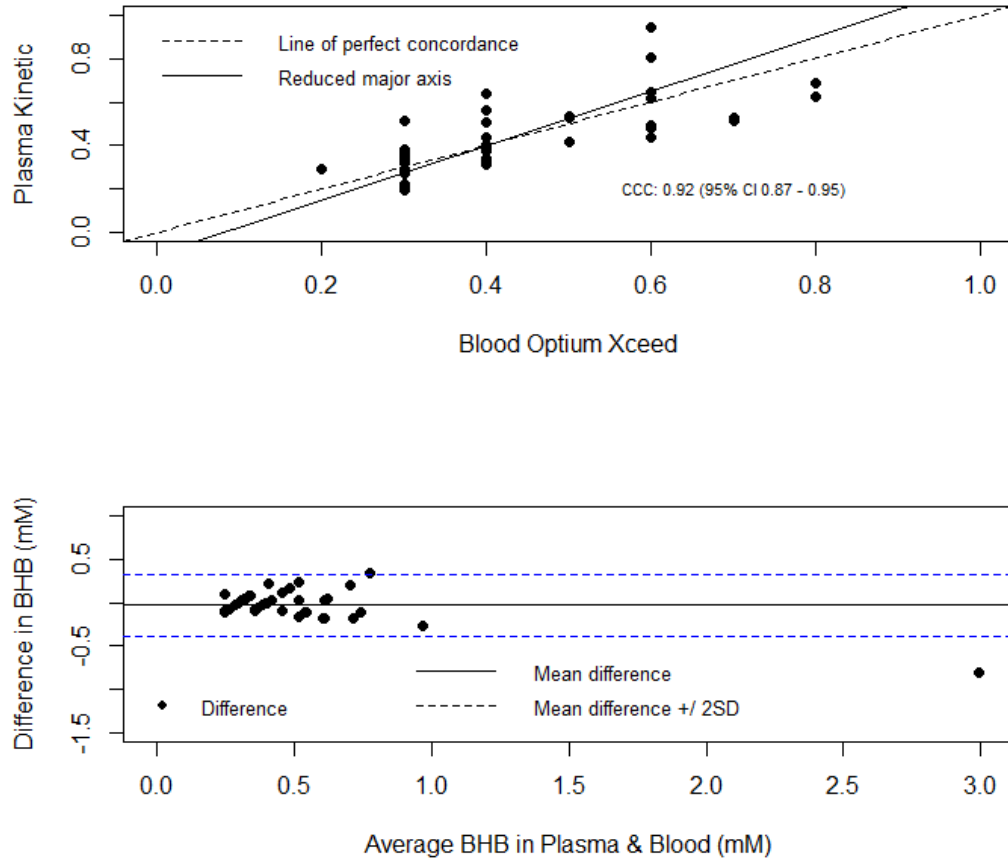 Line of perfect concordance
Reduced major axis
CCC: 0.92 (95% CI 0.87 - 0.95)
Plasma Kinetic
0.0 0.4 0.8
0.0 0.2 0.4 0.6 0.8 1.0
Blood Optium Xceed
Difference in BHB (mM)
-1.5 -0.5 0.5
Mean difference
Difference
Mean difference +/ 2SD
0.0 0.5 1.0 1.5 2.0 2.5 3.0
Average BHB in Plasma & Blood (mM)